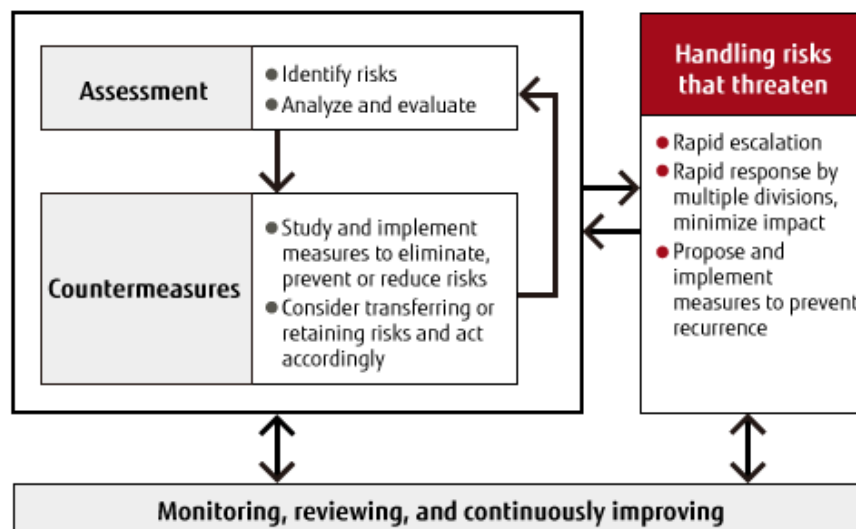 Assessment
● Identify risks
● Analyze and evaluate
Countermeasures
● Study and implement
measures to eliminate,
prevent or reduce risks
● Consider transferring or
retaining risks and act
accordingly
Handling risks
that threaten
● Rapid escalation
● Rapid response by
multiple divisions,
minimize impact
● Propose and
implement
measures to prevent
recurrence
Monitoring, reviewing, and continuously improving